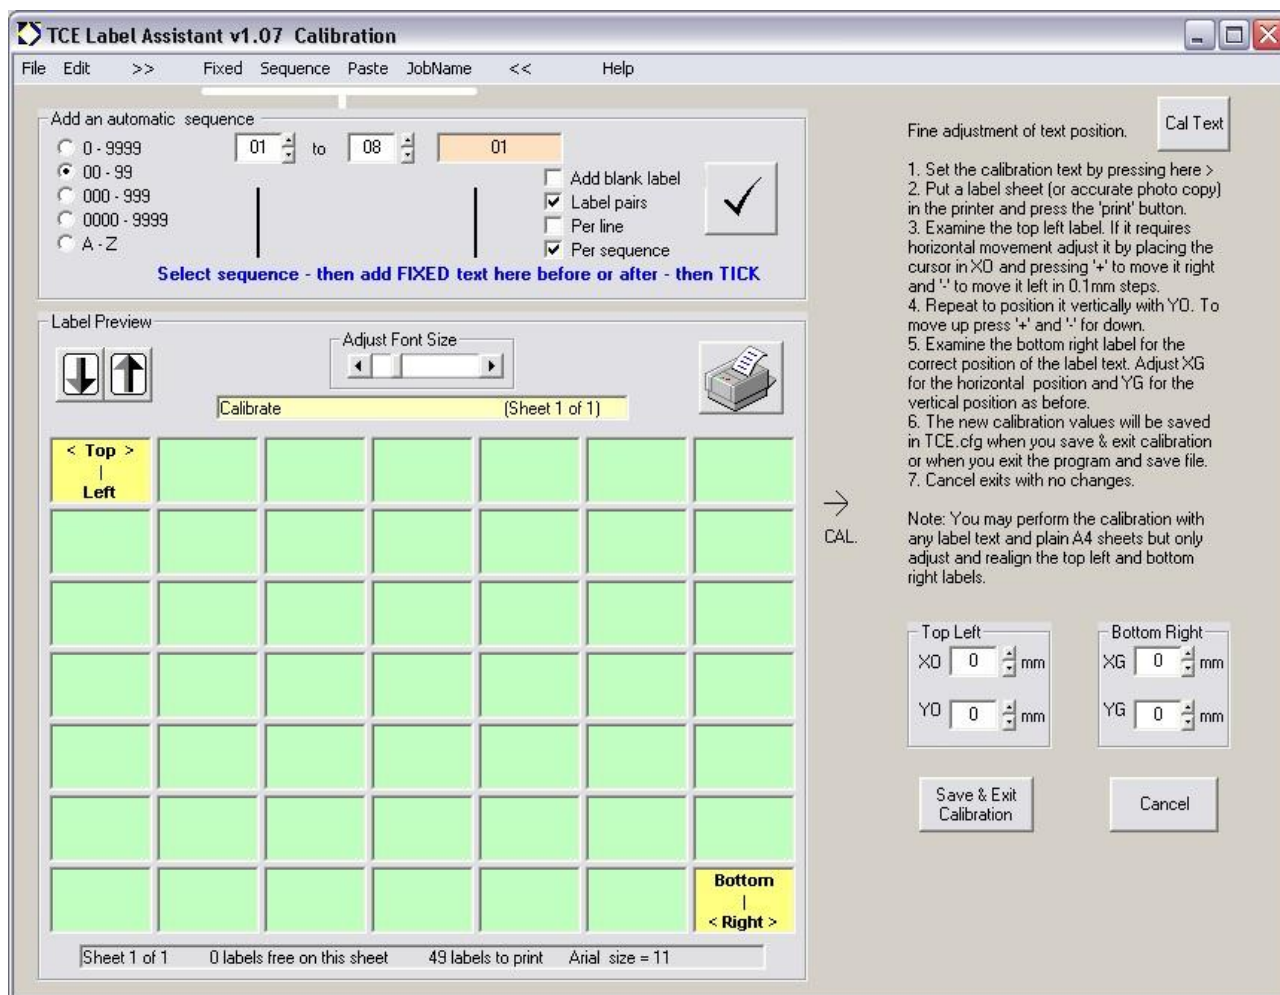 TCE Label Assistant v1.07 Calibration
File Edit >> Fixed Sequence Paste JobName << Help
Add an automatic sequence
0 - 9999
00 - 99
000 - 999
0000 - 9999
A - Z
01 to 08 01
Add blank label
Label pairs
Per line
Per sequence
Select sequence - then add FIXED text here before or after - then TICK
Label Preview
Adjust Font Size
Calibrate (Sheet 1 of 1)
< Top >
|
Left
Bottom
|
< Right >
Sheet 1 of 1 0 labels free on this sheet 49 labels to print Arial size = 11
CAL.
Fine adjustment of text position.
Cal Text
1. Set the calibration text by pressing here >
2. Put a label sheet (or accurate photo copy)
in the printer and press the 'print' button.
3. Examine the top left label. If it requires
horizontal movement adjust it by placing the
cursor in XO and pressing '+' to move it right
and '-' to move it left in 0.1mm steps.
4. Repeat to position it vertically with YO. To
move up press '+' and '-' for down.
5. Examine the bottom right label for the
correct position of the label text. Adjust XG
for the horizontal position and YG for the
vertical position as before.
6. The new calibration values will be saved
in TCE.cfg when you save & exit calibration
or when you exit the program and save file.
7. Cancel exits with no changes.
Note: You may perform the calibration with
any label text and plain A4 sheets but only
adjust and realign the top left and bottom
right labels.
Top Left
XO 0 mm
YO 0 mm
Bottom Right
XG 0 mm
YG 0 mm
Save & Exit
Calibration
Cancel